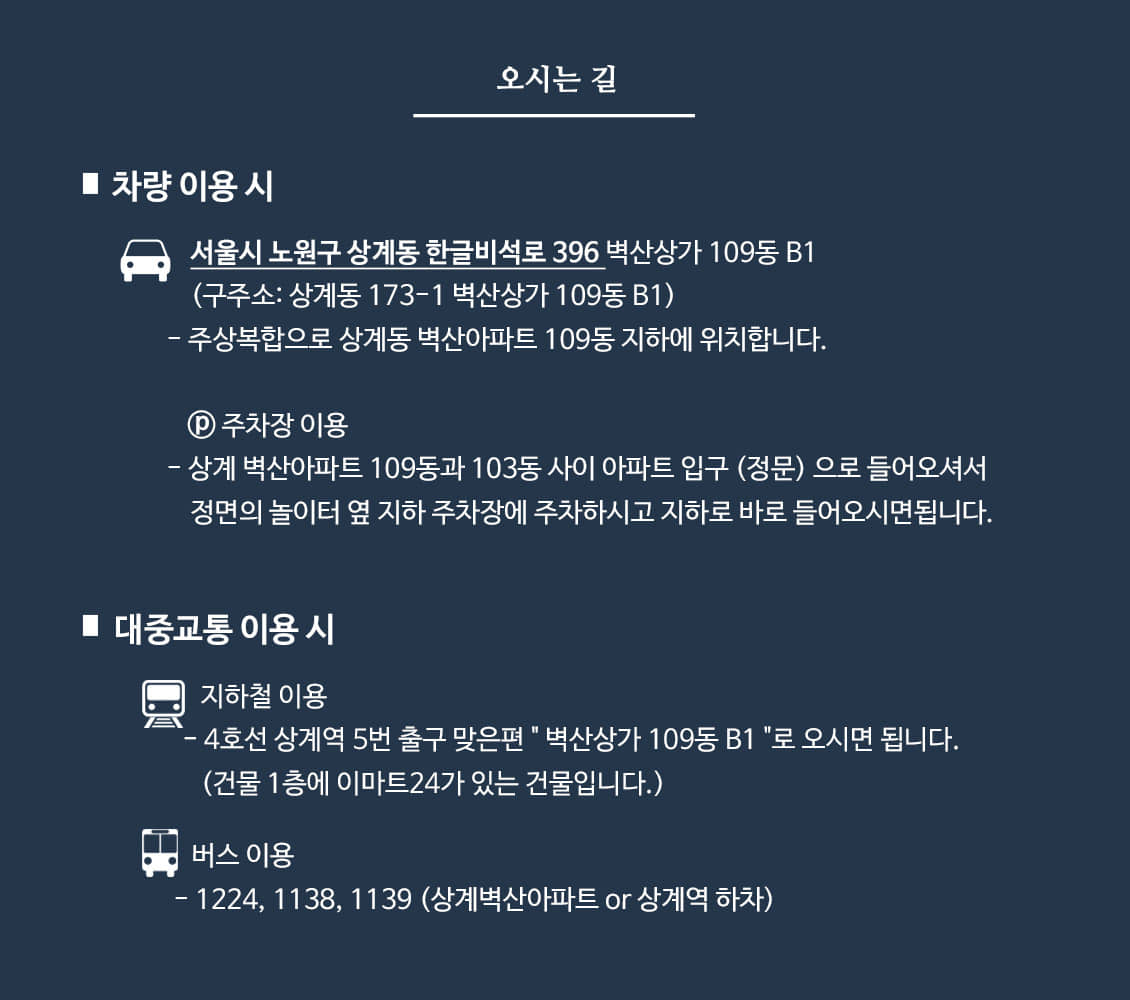 오시는 길
■ 차량 이용 시
서울시 노원구 상계동 한글비석로 396 벽산상가 109동 B1
(구주소: 상계동 173-1 벽산상가 109동 B1)
- 주상복합으로 상계동 벽산아파트 109동 지하에 위치합니다.
ⓟ 주차장 이용
- 상계 벽산아파트 109동과 103동 사이 아파트 입구 (정문) 으로 들어오셔서
정면의 놀이터 옆 지하 주차장에 주차하시고 지하로 바로 들어오시면됩니다.
■ 대중교통 이용 시
지하철 이용
- 4호선 상계역 5번 출구 맞은편 " 벽산상가 109동 B1 "로 오시면 됩니다.
(건물 1층에 이마트24가 있는 건물입니다.)
버스 이용
- 1224, 1138, 1139 (상계벽산아파트 or 상계역 하차)